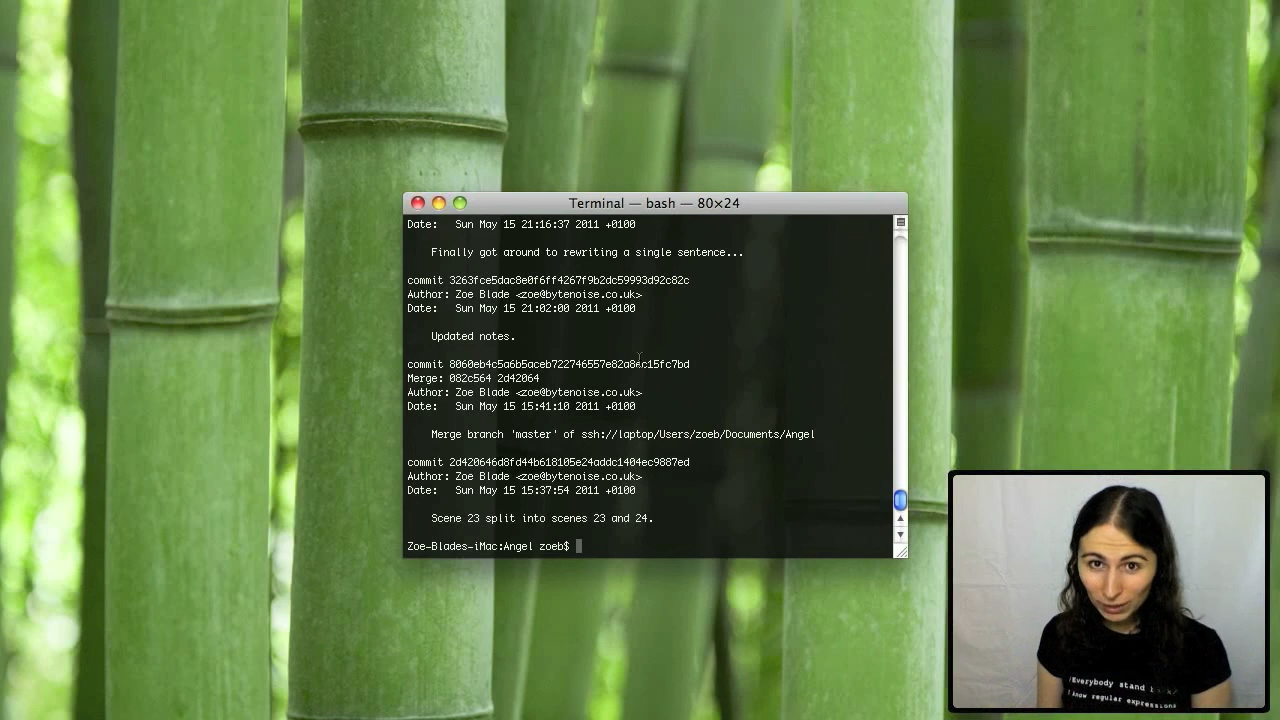 Terminal — bash — 80×24
Date:   Sun May 15 21:16:37 2011 +0100
Finally got around to rewriting a single sentence...
commit 3263fce5dac8e0f6ff4267f9b2dc59993d92c82c
Author: Zoe Blade <zoe@bytenoise.co.uk>
Date:   Sun May 15 21:02:00 2011 +0100
Updated notes.
commit 8060eb4c5a6b5aceb722746557e82a8ec15fc7bd
Merge: 082c564 2d42064
Author: Zoe Blade <zoe@bytenoise.co.uk>
Date:   Sun May 15 15:41:10 2011 +0100
Merge branch 'master' of ssh://laptop/Users/zoeb/Documents/Angel
commit 2d420646d8fd44b618105e24addc1404ec9887ed
Author: Zoe Blade <zoe@bytenoise.co.uk>
Date:   Sun May 15 15:37:54 2011 +0100
Scene 23 split into scenes 23 and 24.
Zoe-Blades-iMac:Angel zoeb$
/Everybody stand
know regular expressions